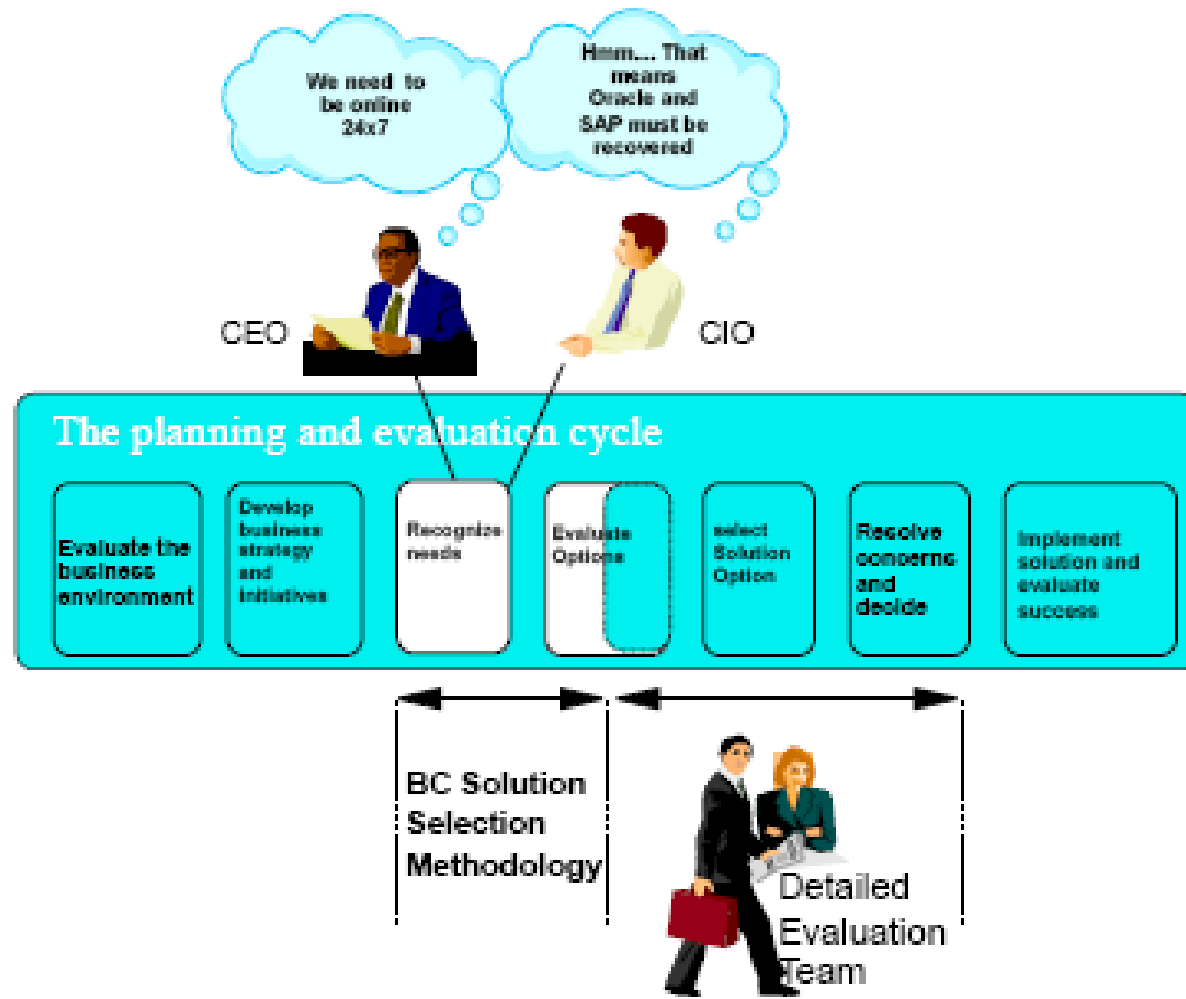 We need to
be online
24x7
Hmm... That
means
Oracle and
SAP must be
recovered
CEO
CIO
The planning and evaluation cycle
Evaluate the
business
environment
Develop
business
strategy
and
initiatives
Recognize
needs
Evaluate
Options
select
Solution
Option
Resolve
concerns
and
decide
Implement
solution and
evaluate
success
BC Solution
Selection
Methodology
Detailed
Evaluation
Team